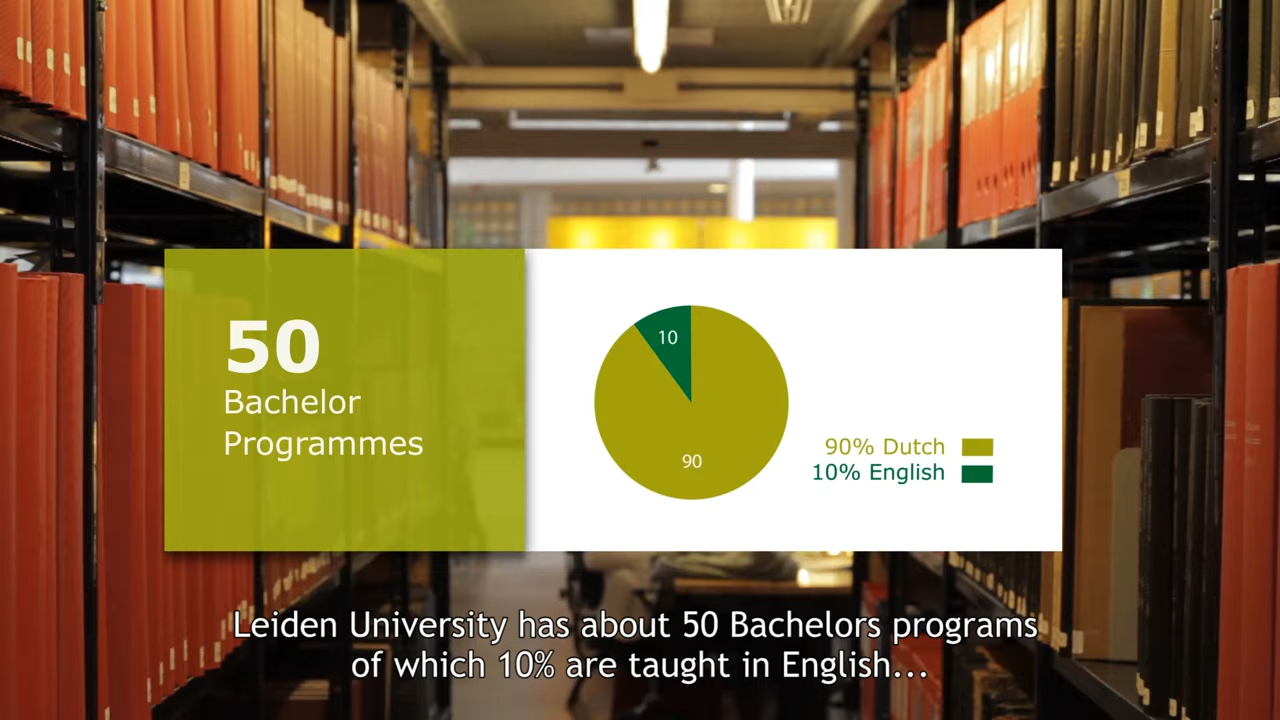 50
Bachelor
Programmes
10
90
90% Dutch
10% English
Leiden University has about 50 Bachelors programs
of which 10% are taught in English...